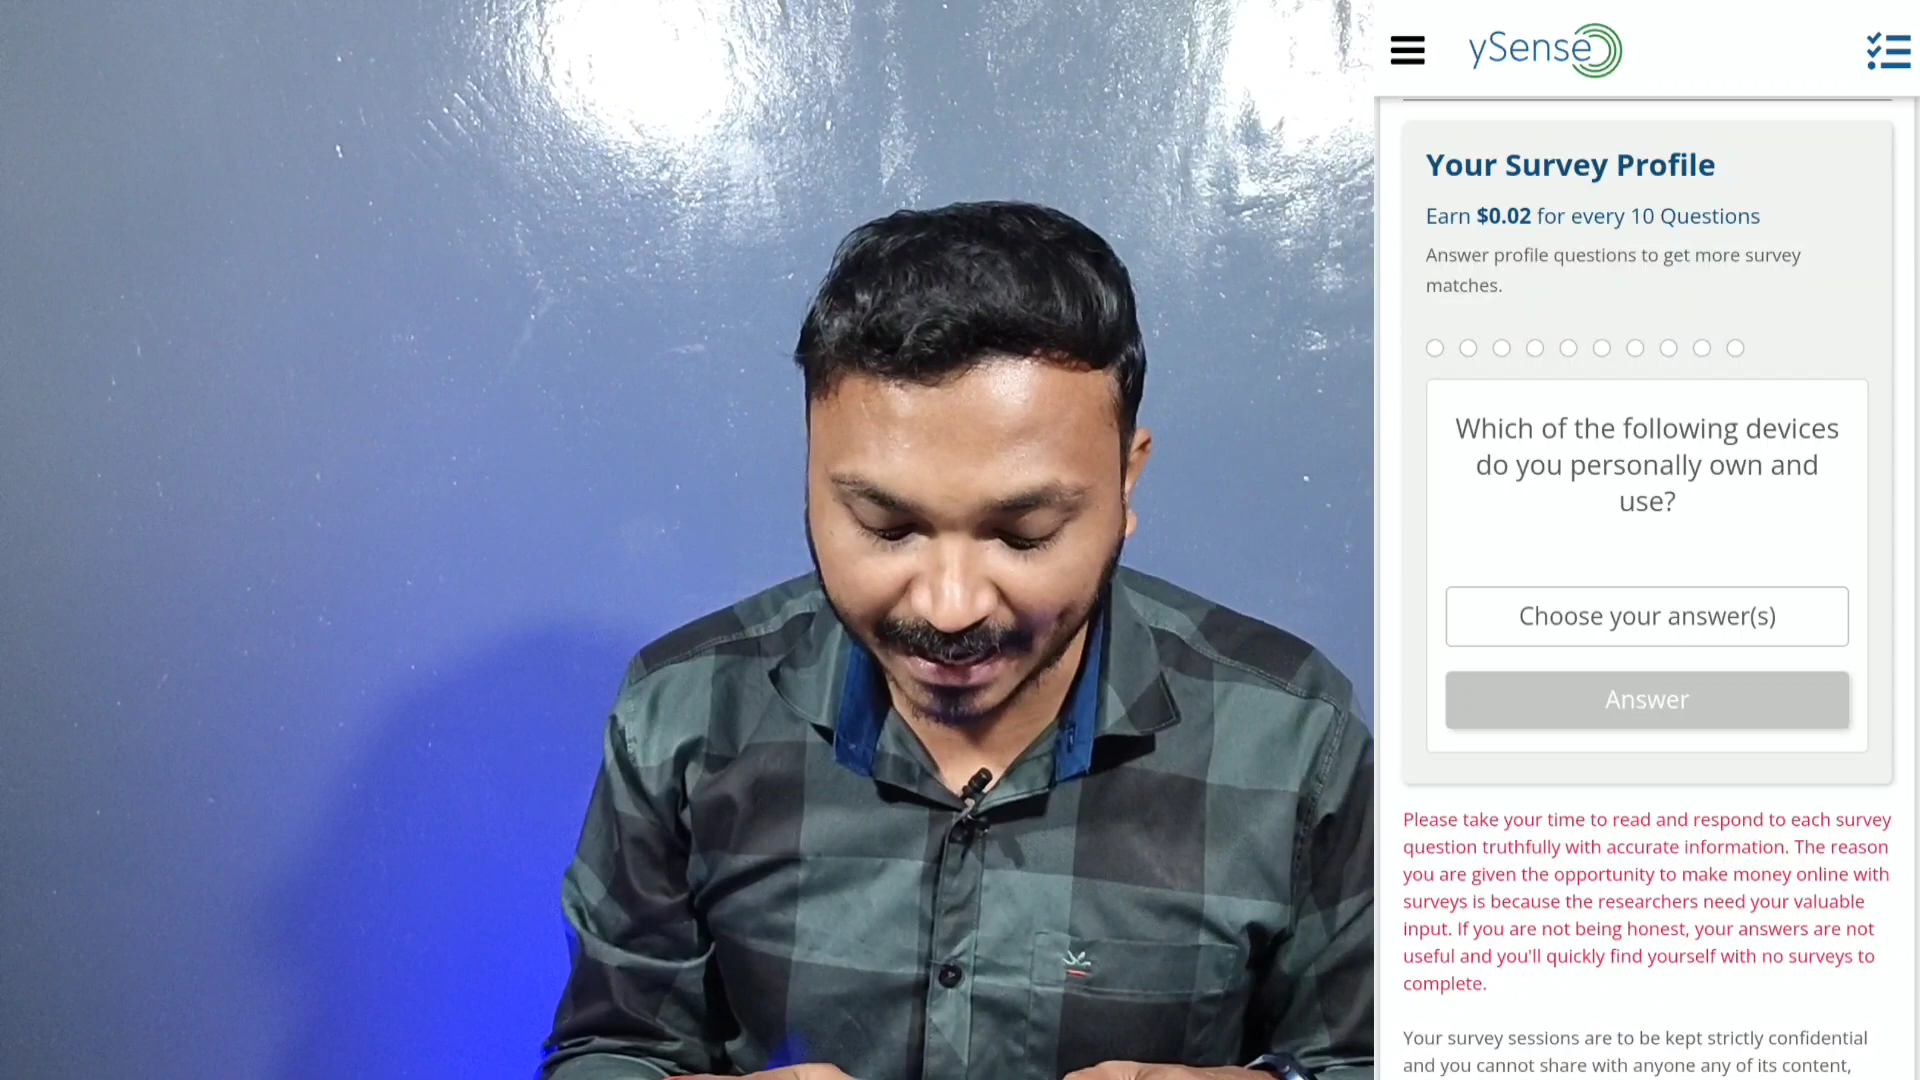 ySense
Your Survey Profile
Earn $0.02 for every 10 Questions
Answer profile questions to get more survey
matches.
Which of the following devices
do you personally own and
use?
Choose your answer(s)
Answer
Please take your time to read and respond to each survey
question truthfully with accurate information. The reason
you are given the opportunity to make money online with
surveys is because the researchers need your valuable
input. If you are not being honest, your answers are not
useful and you'll quickly find yourself with no surveys to
complete.
Your survey sessions are to be kept strictly confidential
and you cannot share with anyone any of its content,